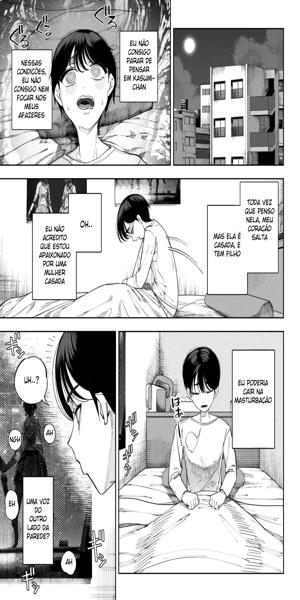 EU NÃO
CONSIGO
PARAR DE
PENSAR
EM KASUMI-
CHAN
NESSAS
CONDIÇÕES, EU
NÃO
CONSIGO NEM
FOCAR NOS
MEUS
AFAZERES
TODA VEZ
QUE PENSO
NELA, MEU
CORAÇÃO
SALTA
MAS ELA É
CASADA, E
TEM FILHO
OH..
EU NÃO
ACREDITO
QUE ESTOU
APAIXONADO
POR UMA
MULHER
CASADA
EU PODERIA
CAIR NA
MASTURBAÇÃO
UH..?
NGH
AH
AH
EH
UMA VOZ
DO
OUTRO
LADO DA
PAREDE?